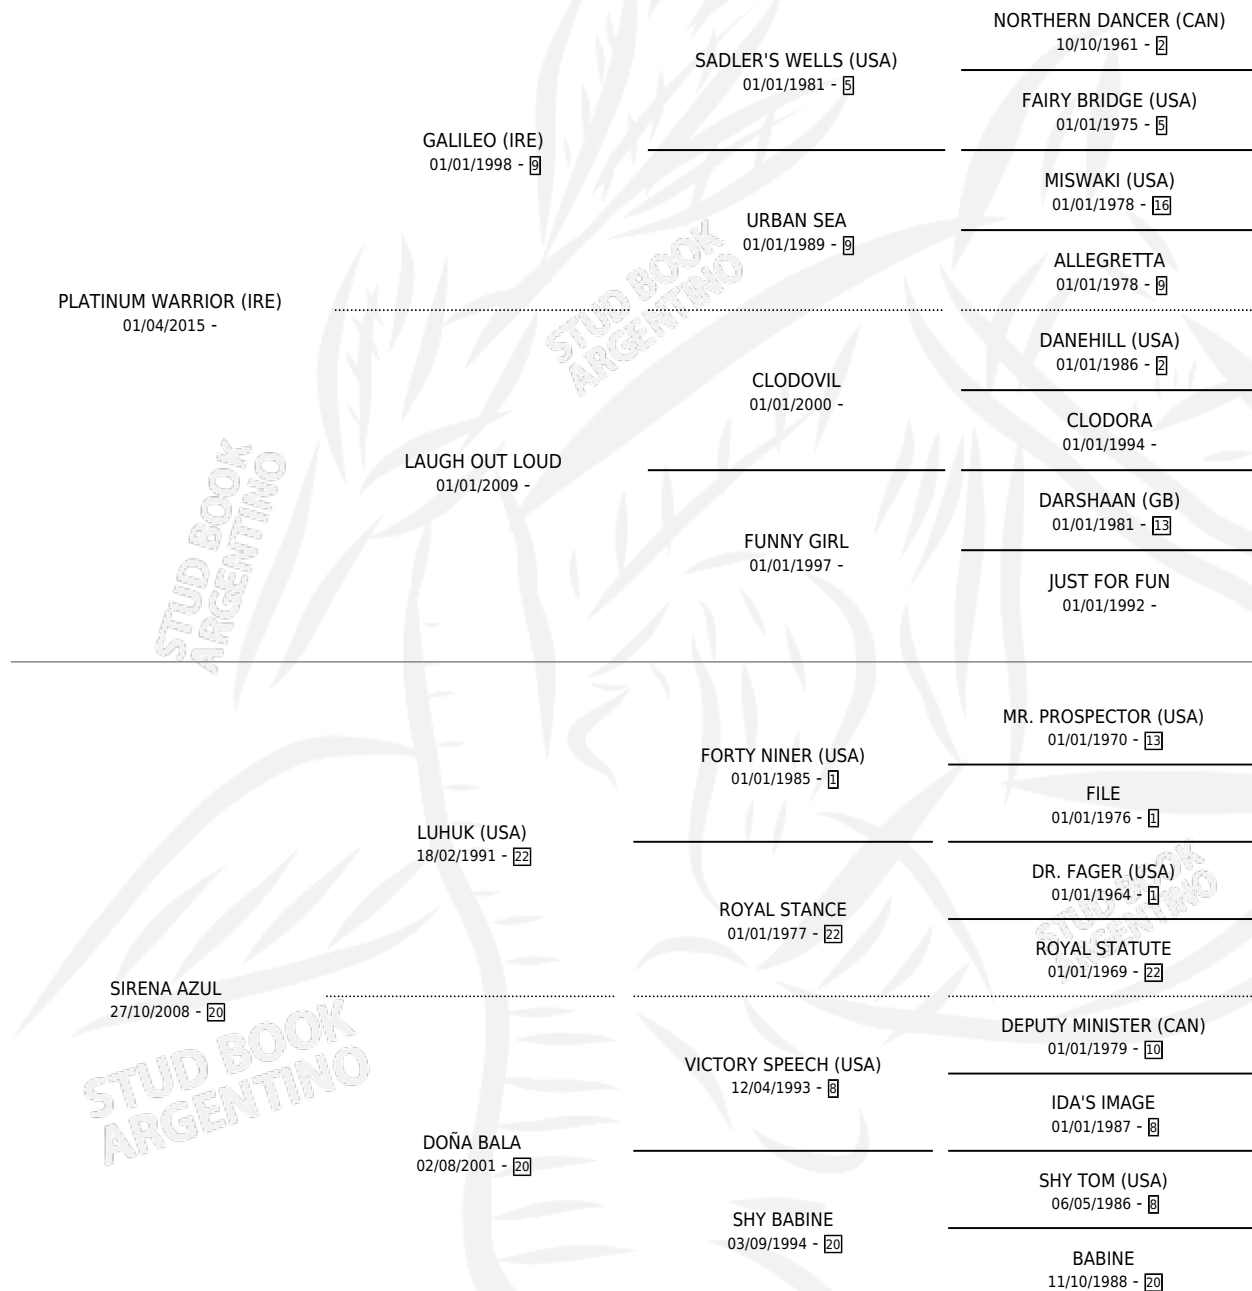 NORTHERN DANCER (CAN)
10/10/1961 - 2
SADLER'S WELLS (USA)
01/01/1981 - 5
FAIRY BRIDGE (USA)
01/01/1975 - 5
GALILEO (IRE)
01/01/1998 - 9
MISWAKI (USA)
01/01/1978 - 16
URBAN SEA
01/01/1989 - 9
ALLEGRETTA
01/01/1978 - 9
PLATINUM WARRIOR (IRE)
01/04/2015 -
DANEHILL (USA)
01/01/1986 - 2
CLODOVIL
01/01/2000 -
CLODORA
01/01/1994 -
LAUGH OUT LOUD
01/01/2009 -
DARSHAAN (GB)
01/01/1981 - 13
FUNNY GIRL
01/01/1997 -
JUST FOR FUN
01/01/1992 -
MR. PROSPECTOR (USA)
01/01/1970 - 13
FORTY NINER (USA)
01/01/1985 - 1
FILE
01/01/1976 - 1
LUHUK (USA)
18/02/1991 - 22
DR. FAGER (USA)
01/01/1964 - 1
ROYAL STANCE
01/01/1977 - 22
ROYAL STATUTE
01/01/1969 - 22
SIRENA AZUL
27/10/2008 - 20
DEPUTY MINISTER (CAN)
01/01/1979 - 10
VICTORY SPEECH (USA)
12/04/1993 - 8
IDA'S IMAGE
01/01/1987 - 8
DOÑA BALA
02/08/2001 - 20
SHY TOM (USA)
06/05/1986 - 8
SHY BABINE
03/09/1994 - 20
BABINE
11/10/1988 - 20
STUD BOOK
ARGENTINO
STUD BOOK
ARGENTINO
STUD BOOK
ARGENTINO
STUD BOOK
ARGENTINO